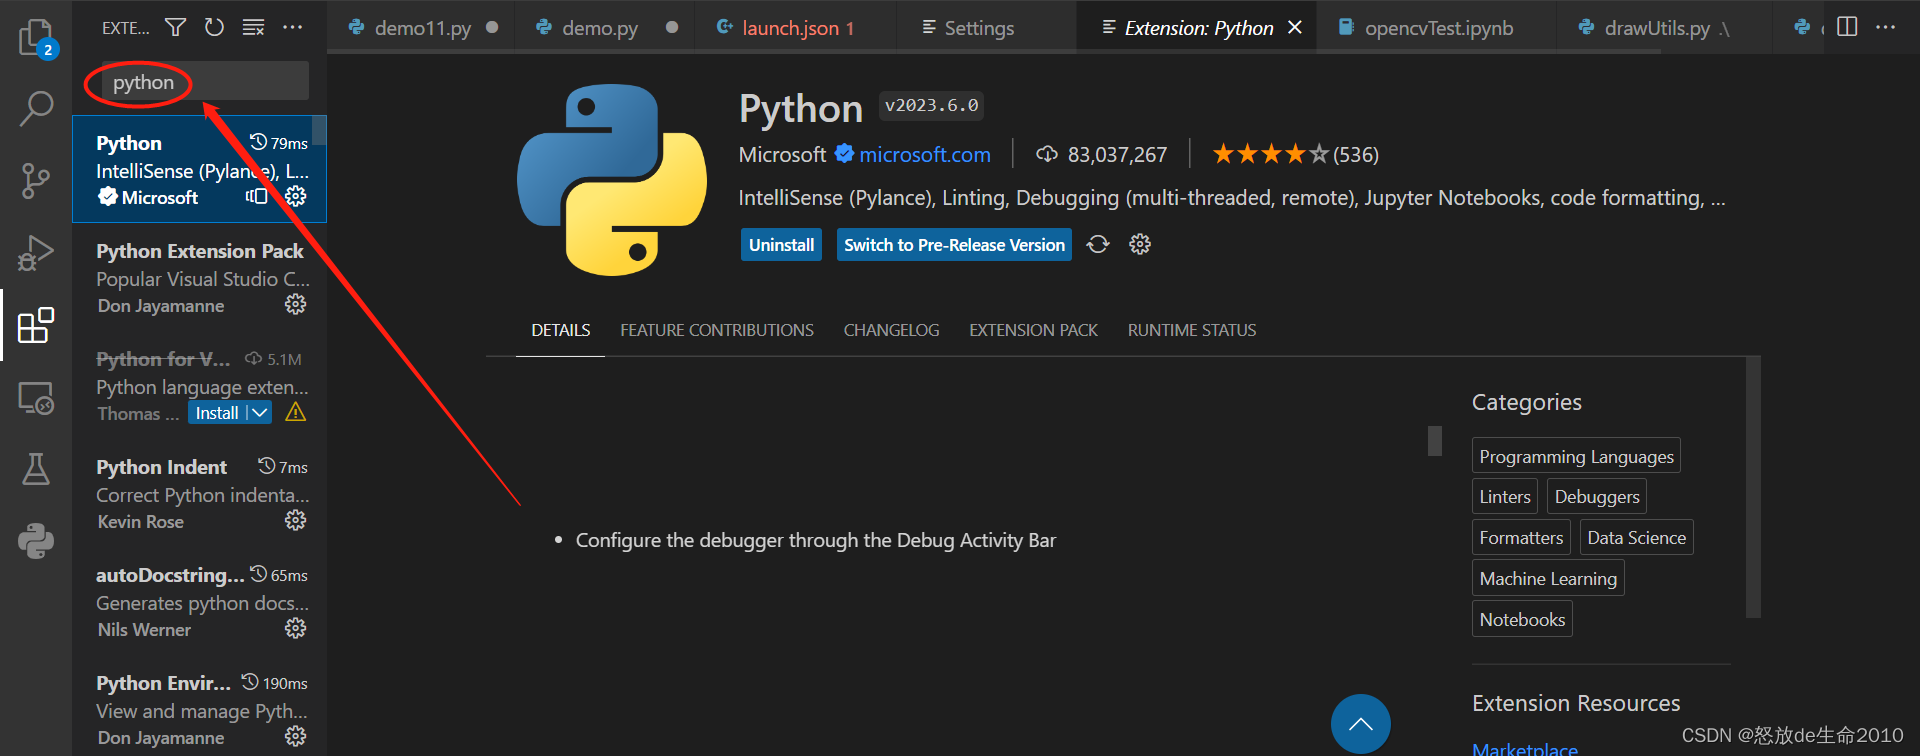 EXTE...
2
demo11.py
demo.py
launch.json 1
Settings
Extension: Python
opencvTest.ipynb
drawUtils.py .\
python
Python 79ms
IntelliSense (Pylance), L...
Microsoft
Python Extension Pack
Popular Visual Studio C...
Don Jayamanne
Python for V... 5.1M
Python language exten...
Thomas ... Install
Python Indent 7ms
Correct Python indenta...
Kevin Rose
autoDocstring... 65ms
Generates python docs...
Nils Werner
Python Envir... 190ms
View and manage Pyth...
Don Jayamanne
Python v2023.6.0
Microsoft microsoft.com 83,037,267 (536)
IntelliSense (Pylance), Linting, Debugging (multi-threaded, remote), Jupyter Notebooks, code formatting, ...
Uninstall Switch to Pre-Release Version
DETAILS FEATURE CONTRIBUTIONS CHANGELOG EXTENSION PACK RUNTIME STATUS
• Configure the debugger through the Debug Activity Bar
Categories
Programming Languages
Linters Debuggers
Formatters Data Science
Machine Learning
Notebooks
Extension Resources
Marketplace
CSDN @怒放de生命2010